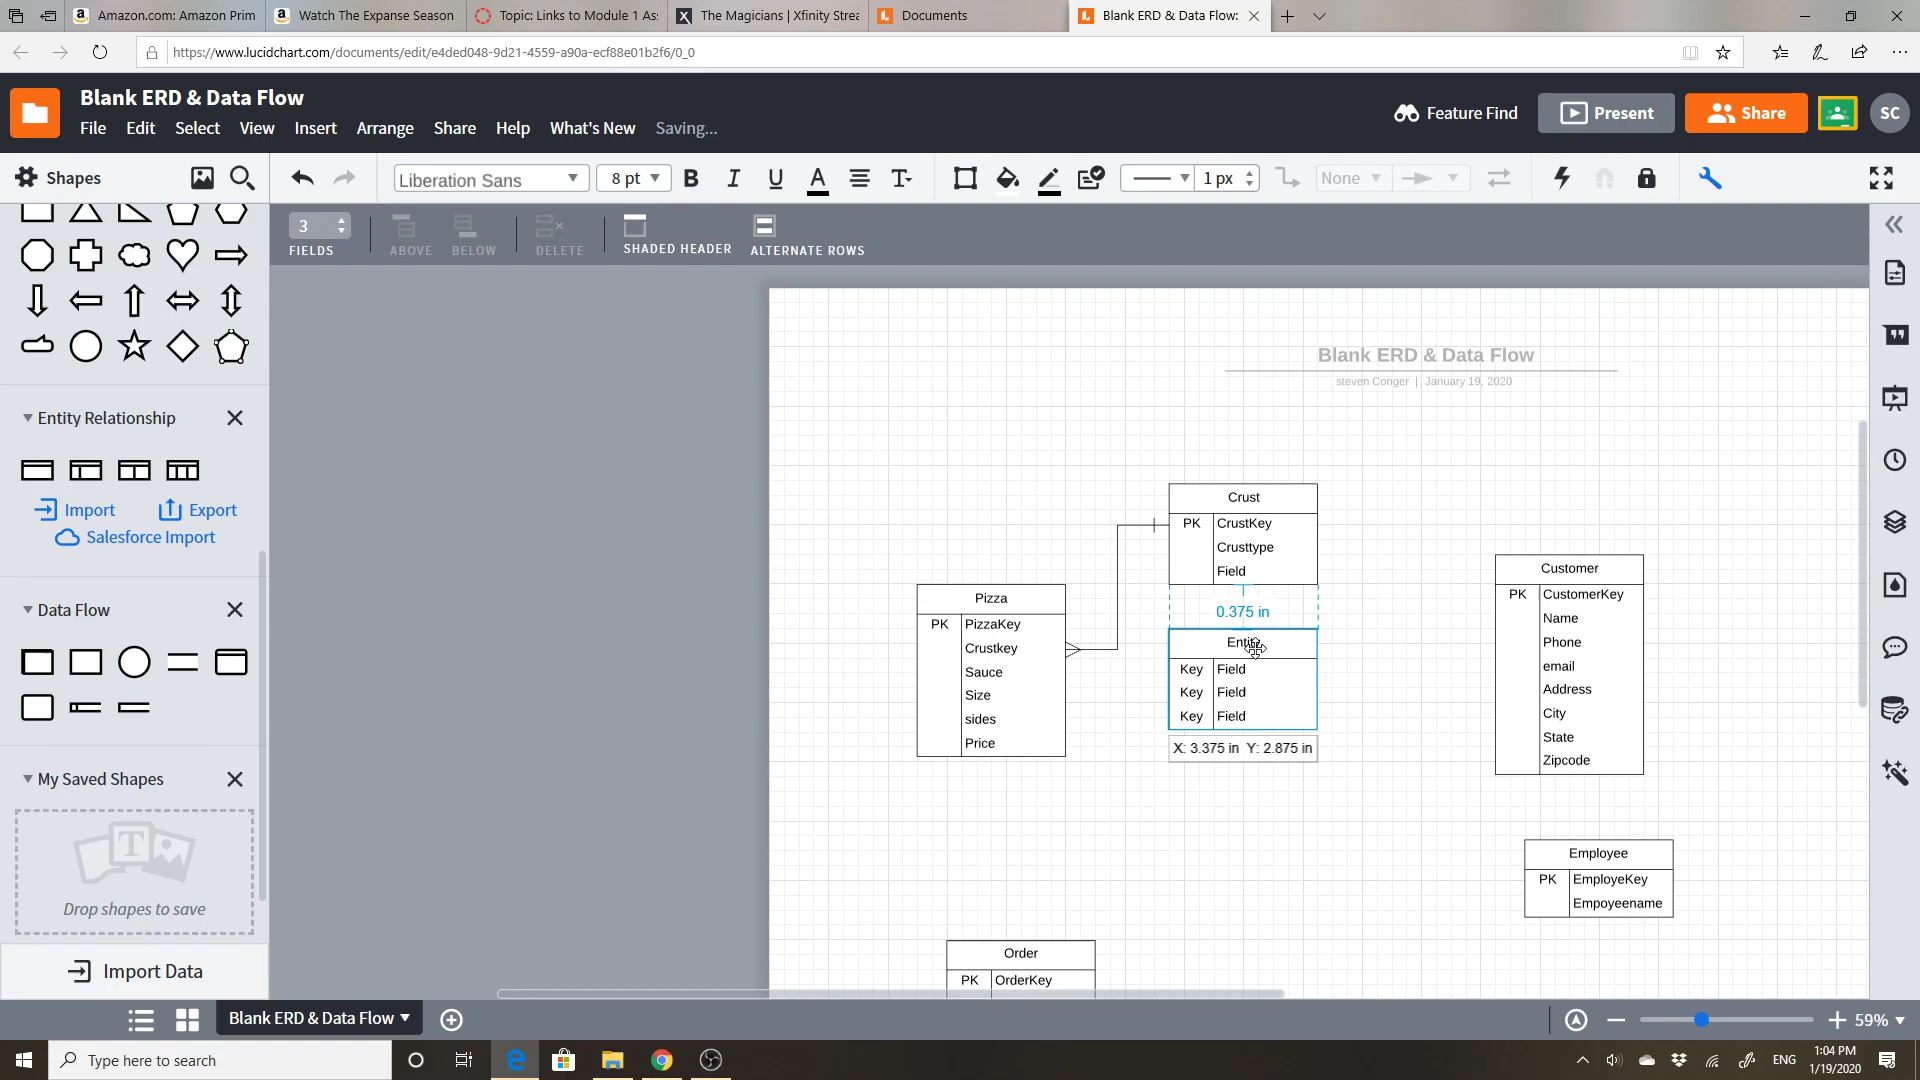 Amazon.com: Amazon Prim
Watch The Expanse Season
Topic: Links to Module 1 As
The Magicians | Xfinity Strea
Documents
Blank ERD & Data Flow:
https://www.lucidchart.com/documents/edit/e4ded048-9d21-4559-a90a-ecf88e01b2f6/0_0
Blank ERD & Data Flow
File Edit Select View Insert Arrange Share Help What's New Saving...
Feature Find
Present
Share
SC
Shapes
Liberation Sans
8 pt
B I U A T
1 px
None
3
FIELDS
ABOVE
BELOW
DELETE
SHADED HEADER
ALTERNATE ROWS
Entity Relationship
Import
Export
Salesforce Import
Data Flow
My Saved Shapes
T
Drop shapes to save
Import Data
Blank ERD & Data Flow
steven Conger | January 19, 2020
Crust
PK CrustKey
Crusttype
Field
0.375 in
Pizza
PK PizzaKey
Crustkey
Sauce
Size
sides
Price
Entity
Key Field
Key Field
Key Field
X: 3.375 in Y: 2.875 in
Customer
PK CustomerKey
Name
Phone
email
Address
City
State
Zipcode
Employee
PK EmployeKey
Empoyeename
Order
PK OrderKey
Blank ERD & Data Flow
59%
Type here to search
ENG
1:04 PM
1/19/2020